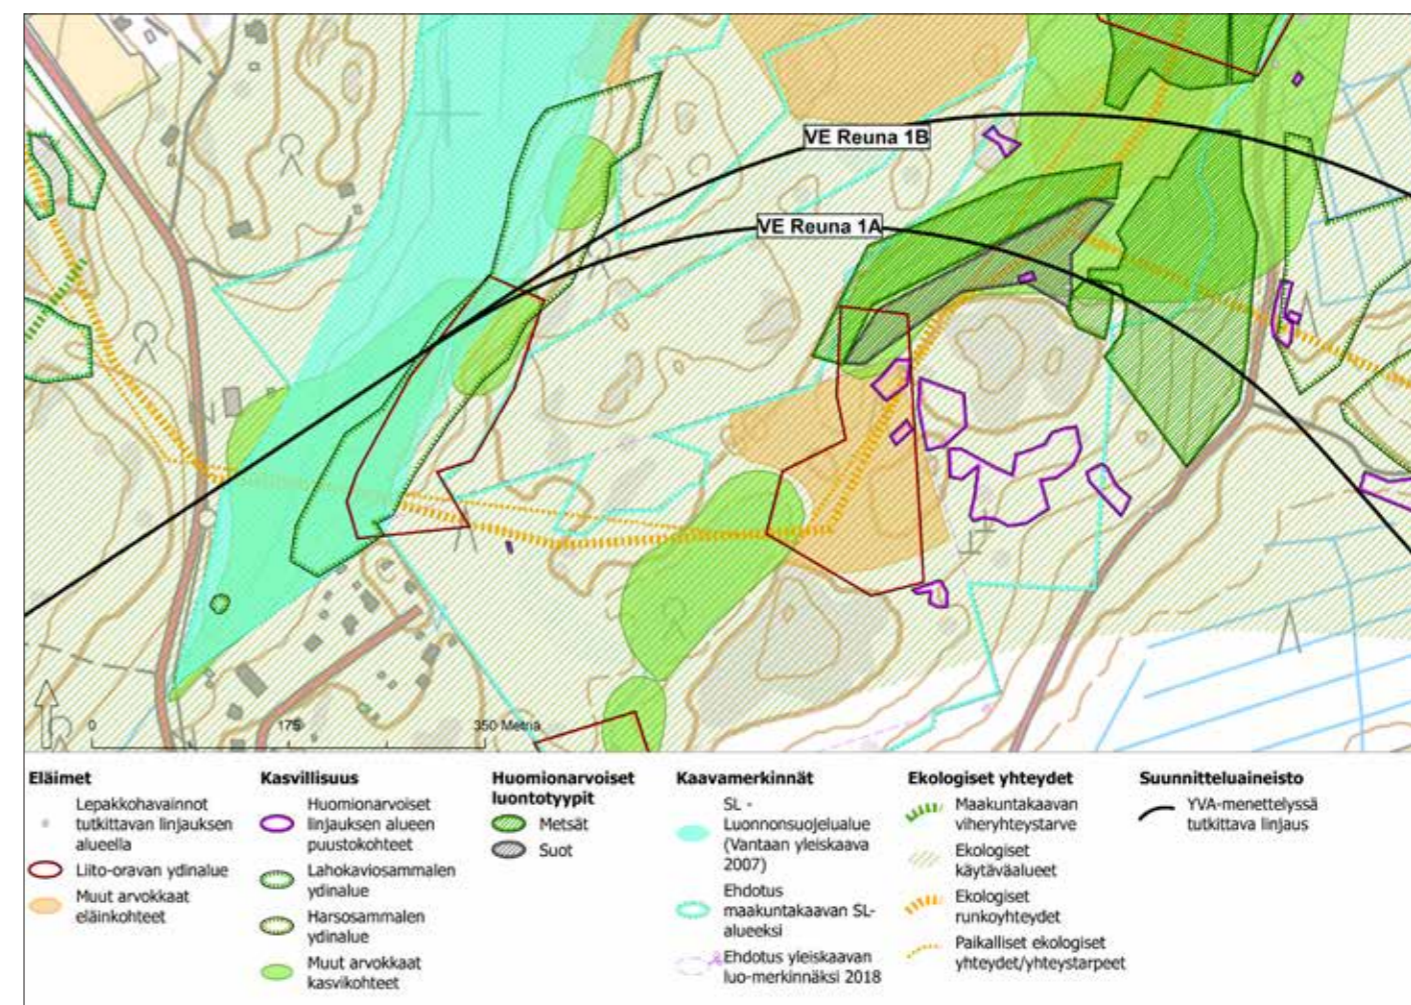 VE Reuna 1B
VE Reuna 1A
0
175
350 Metriä
Eläimet
Lepakkohavainnot
tutkittavan linjauksen
alueella
Liito-oravan ydinalue
Muut arvokkaat
eläinkohteet
Kasvillisuus
Huomionarvoiset
linjauksen alueen
puustokohteet
Lahokaviosammalen
ydinalue
Harsosammalen
ydinalue
Muut arvokkaat
kasvikohteet
Huomionarvoiset
luontotyypit
Metsät
Suot
Kaavamerkinnät
SL -
Luonnonsuojelualue
(Vantaan yleiskaava
2007)
Ehdotus
maakuntakaavan SL-
alueeksi
Ehdotus yleiskaavan
luo-merkinnäksi 2018
Ekologiset yhteydet
Maakuntakaavan
viheryhteystarve
Ekologiset
käytäväalueet
Ekologiset
runkoyhteydet
Paikalliset ekologiset
yhteydet/yhteystarpeet
Suunnitteluaineisto
YVA-menettelyssä
tutkittava linjaus